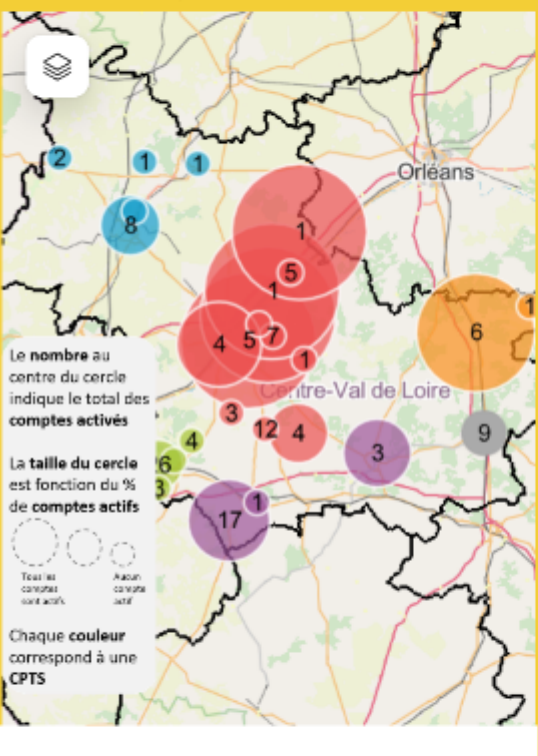 2
1
1
Orléans
8
1
5
1
1
6
4
5
7
1
Centre-Val de Loire
3
12
4
4
3
9
6
3
1
17
Le nombre au
centre du cercle
indique le total des
comptes activés
La taille du cercle
est fonction du %
de comptes actifs
Tous les
comptes
sont actifs
Aucun
compte
actif
Chaque couleur
correspond à une
CPTS